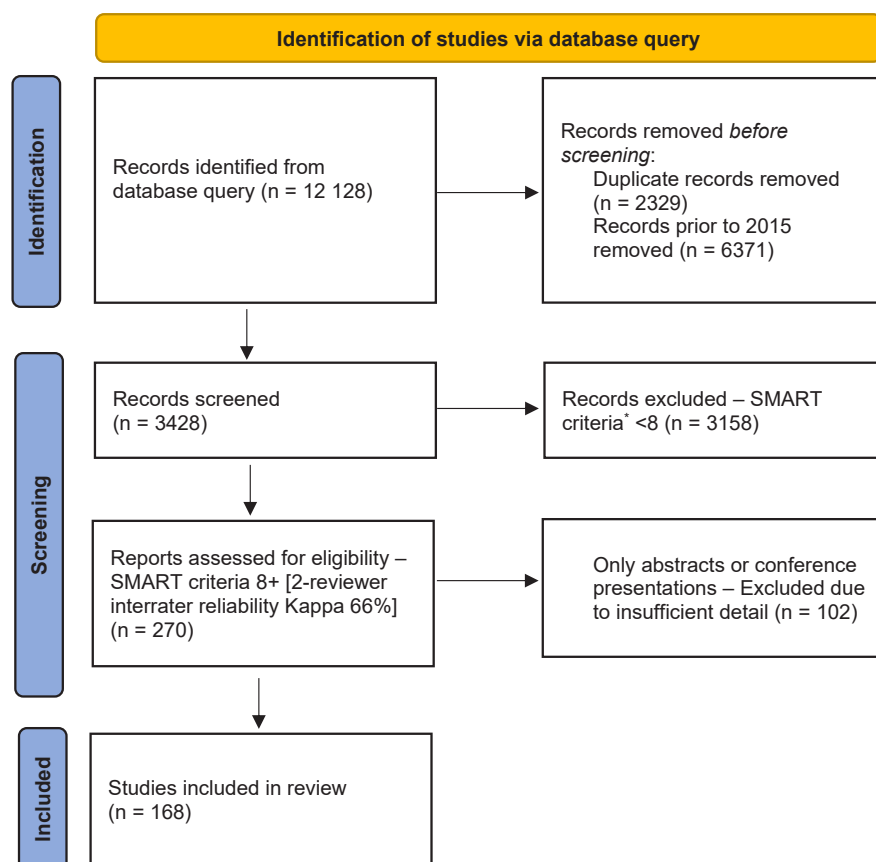 Identification of studies via database query
Identification
Records identified from
database query (n = 12 128)
Records removed before
screening:
Duplicate records removed
(n = 2329)
Records prior to 2015
removed (n = 6371)
Screening
Records screened
(n = 3428)
Records excluded – SMART
criteria* <8 (n = 3158)
Reports assessed for eligibility –
SMART criteria 8+ [2-reviewer
interrater reliability Kappa 66%]
(n = 270)
Only abstracts or conference
presentations – Excluded due
to insufficient detail (n = 102)
Included
Studies included in review
(n = 168)